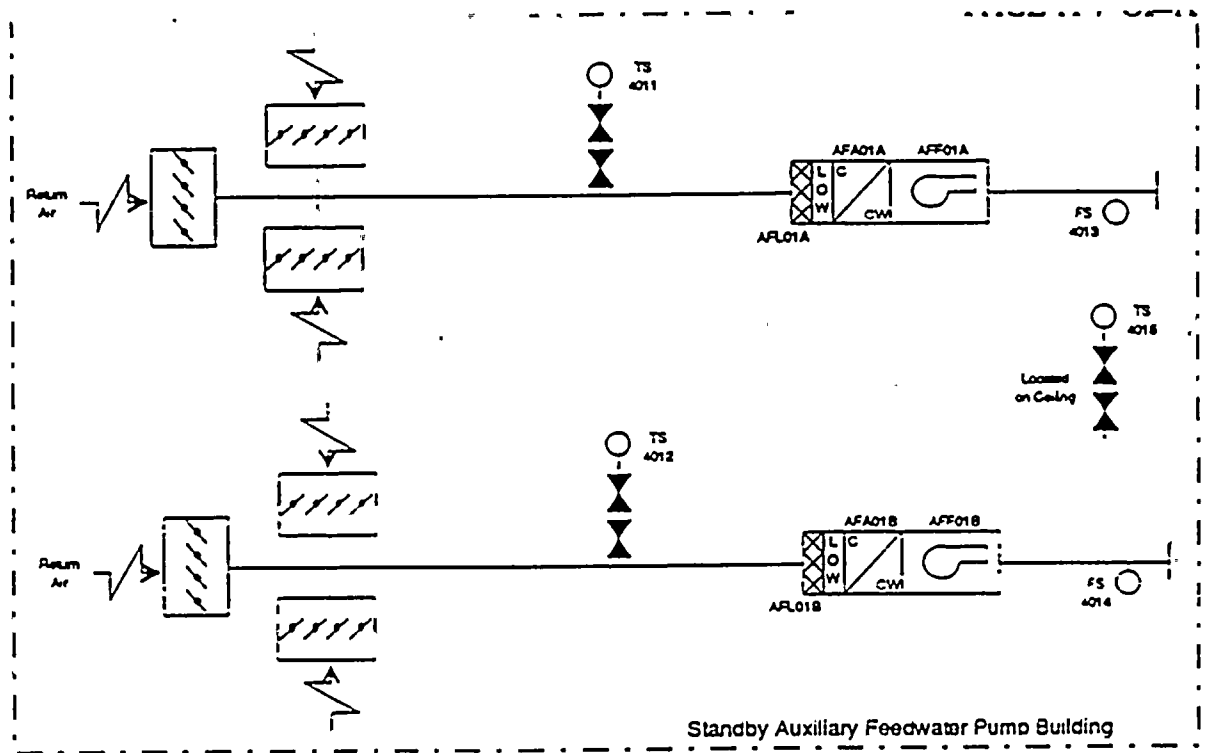 TS
4011
AFA01A AFF01A
Return
Air
L
O
W
C
CWI
AFL01A
FS
4013
TS
4015
Located
on Ceiling
TS
4012
AFA01B AFF01B
Return
Air
L
O
W
C
CWI
AFL01B
FS
4014
Standby Auxiliary Feedwater Pump Building